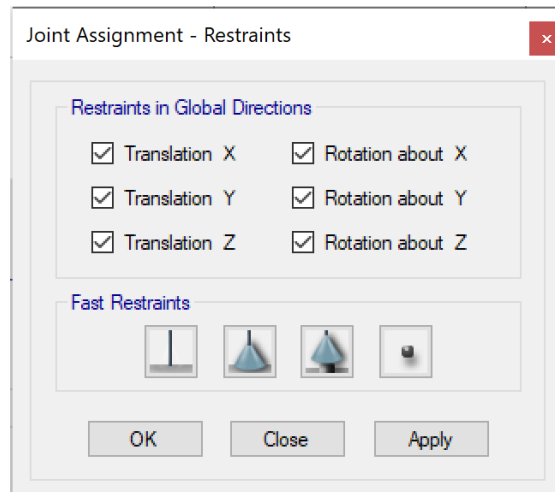 Joint Assignment - Restraints
x
Restraints in Global Directions
Translation X
Rotation about X
Translation Y
Rotation about Y
Translation Z
Rotation about Z
Fast Restraints
OK
Close
Apply